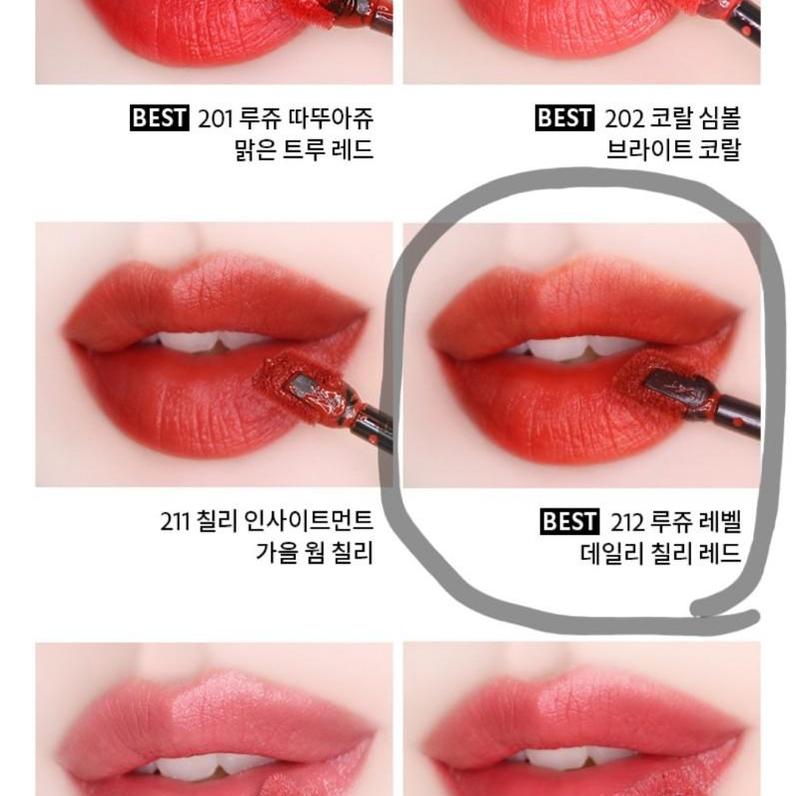 BEST 201 루쥬 따뚜아쥬
맑은 트루 레드
BEST 202 코랄 심볼
브라이트 코랄
211 칠리 인사이트먼트
가을 웜 칠리
BEST 212 루쥬 레벨
데일리 칠리 레드